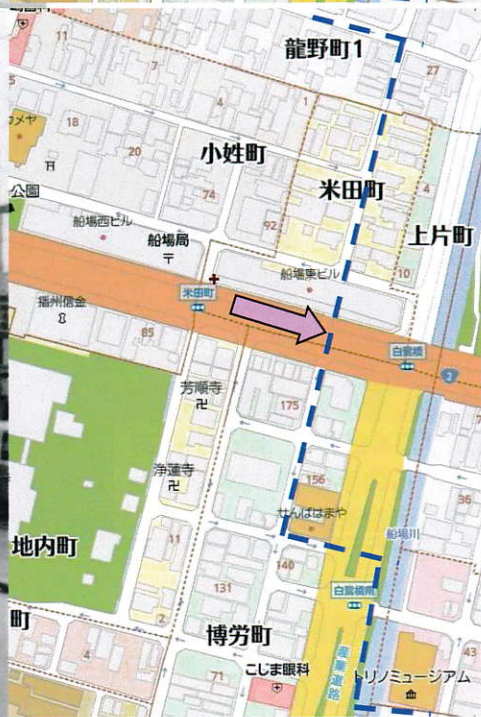 龍野町1
11
7
27
4
1
18
20
小姓町
米田町
4
公園
74
92
上片町
船場西ビル
船場局
船場東ビル
10
米田町
播州信金
85
白鷺橋
2
芳順寺
175
浄蓮寺
156
せんばはまや
36
船場川
11
地内町
140
131
白鷺橋南
2
町
博労町
4
43
71
こじま眼科
産業道路
トリノミュージアム